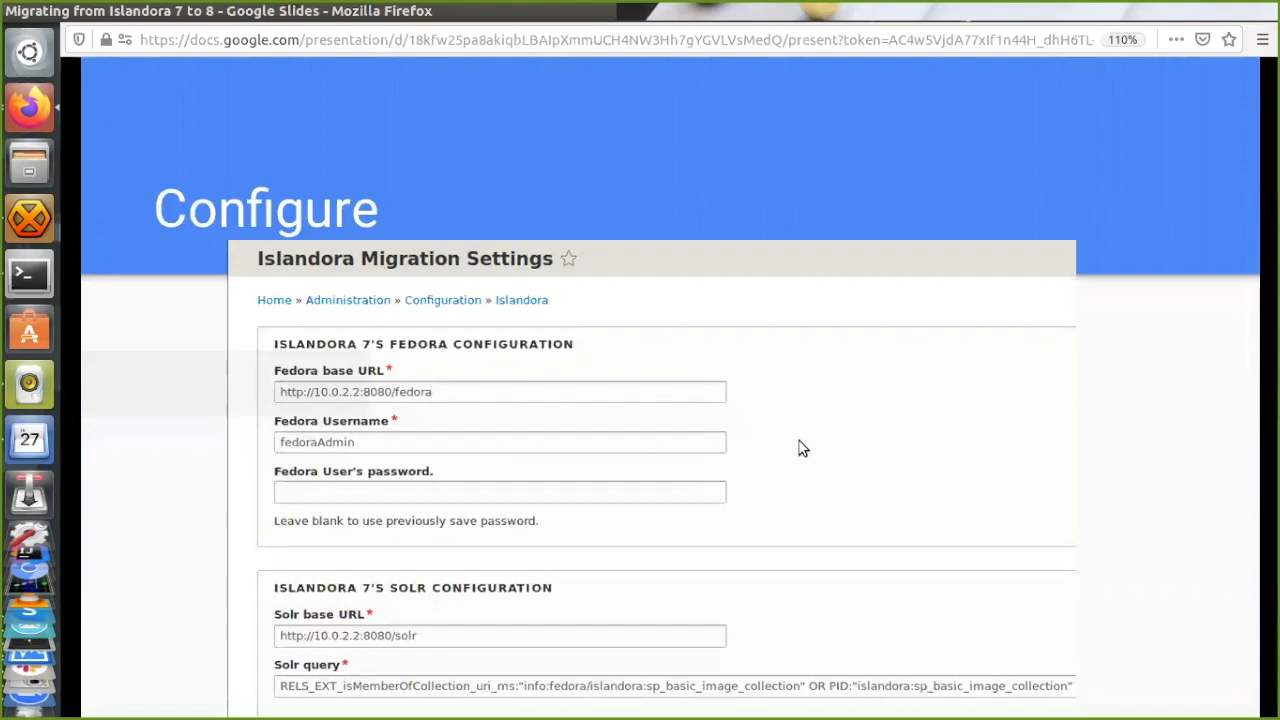 Migrating from Islandora 7 to 8 - Google Slides - Mozilla Firefox
https://docs.google.com/presentation/d/18kfw25pa8akiqbLBAIpXmmUCH4NW3Hh7gYGVLVsMedQ/present?token=AC4w5VjdA77xIf1n44H_dhH6TL-
110%
Configure
Islandora Migration Settings
Home » Administration » Configuration » Islandora
ISLANDORA 7'S FEDORA CONFIGURATION
Fedora base URL*
http://10.0.2.2:8080/fedora
Fedora Username*
fedoraAdmin
Fedora User's password.
Leave blank to use previously save password.
ISLANDORA 7'S SOLR CONFIGURATION
Solr base URL*
http://10.0.2.2:8080/solr
Solr query*
RELS_EXT_isMemberOfCollection_uri_ms:"info:fedora/islandora:sp_basic_image_collection" OR PID:"islandora:sp_basic_image_collection"
27